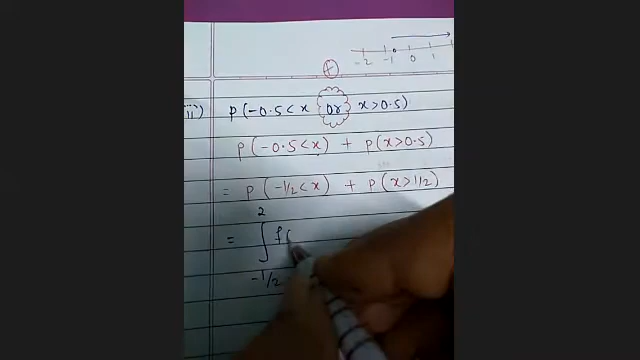 -2 -1 0 1
(+)
ii) P(-0.5<x or x>0.5)
P(-0.5<x) + P(x>0.5)
= P(-1/2<x) + P(x>1/2)
= ∫_{-1/2}^{2} f(